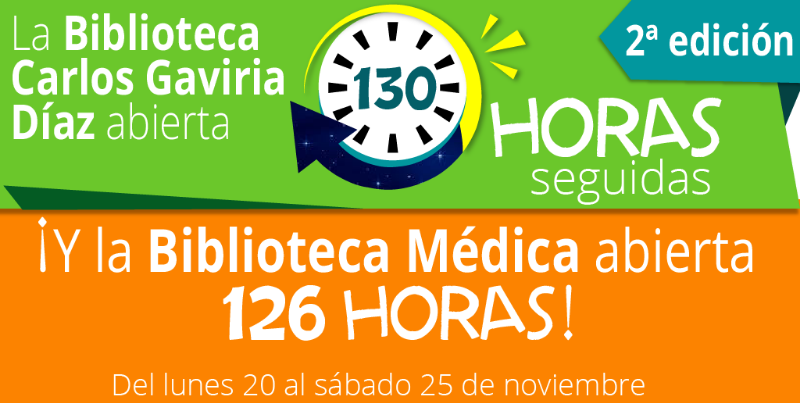 La Biblioteca
Carlos Gaviria
Díaz abierta
130
HORAS
seguidas
2ª edición
¡Y la Biblioteca Médica abierta
126 HORAS!
Del lunes 20 al sábado 25 de noviembre